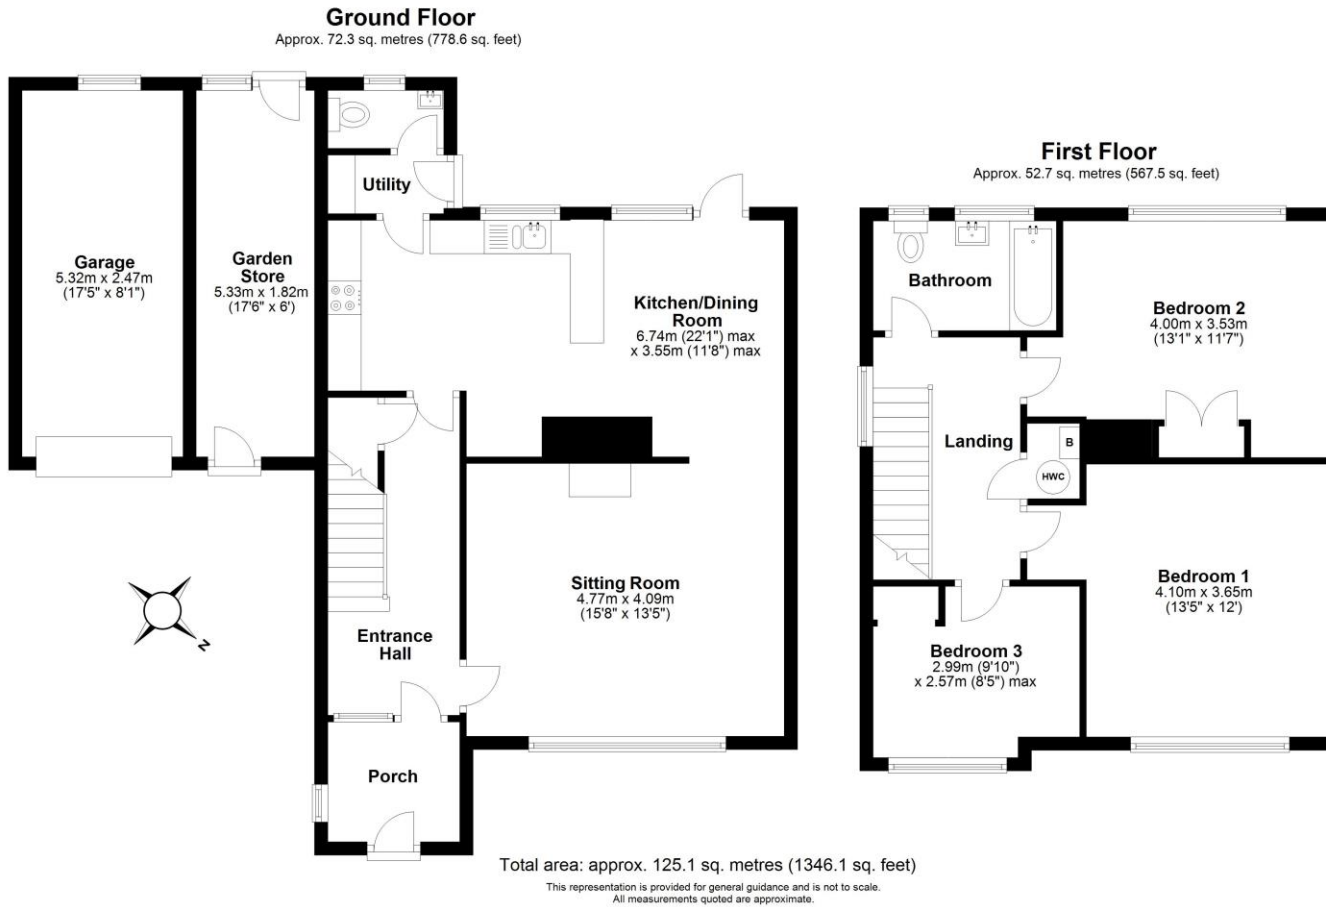 Ground Floor
Approx. 72.3 sq. metres (778.6 sq. feet)
First Floor
Approx. 52.7 sq. metres (567.5 sq. feet)
Utility
Garage
5.32m x 2.47m
(17'5" x 8'1")
Garden
Store
5.33m x 1.82m
(17'6" x 6')
Kitchen/Dining
Room
6.74m (22'1") max
x 3.55m (11'8") max
Bathroom
Bedroom 2
4.00m x 3.53m
(13'1" x 11'7")
Landing
B
HWC
Sitting Room
4.77m x 4.09m
(15'8" x 13'5")
Bedroom 1
4.10m x 3.65m
(13'5" x 12')
N
Entrance
Hall
Bedroom 3
2.99m (9'10")
x 2.57m (8'5") max
Porch
Total area: approx. 125.1 sq. metres (1346.1 sq. feet)
This representation is provided for general guidance and is not to scale.
All measurements quoted are approximate.